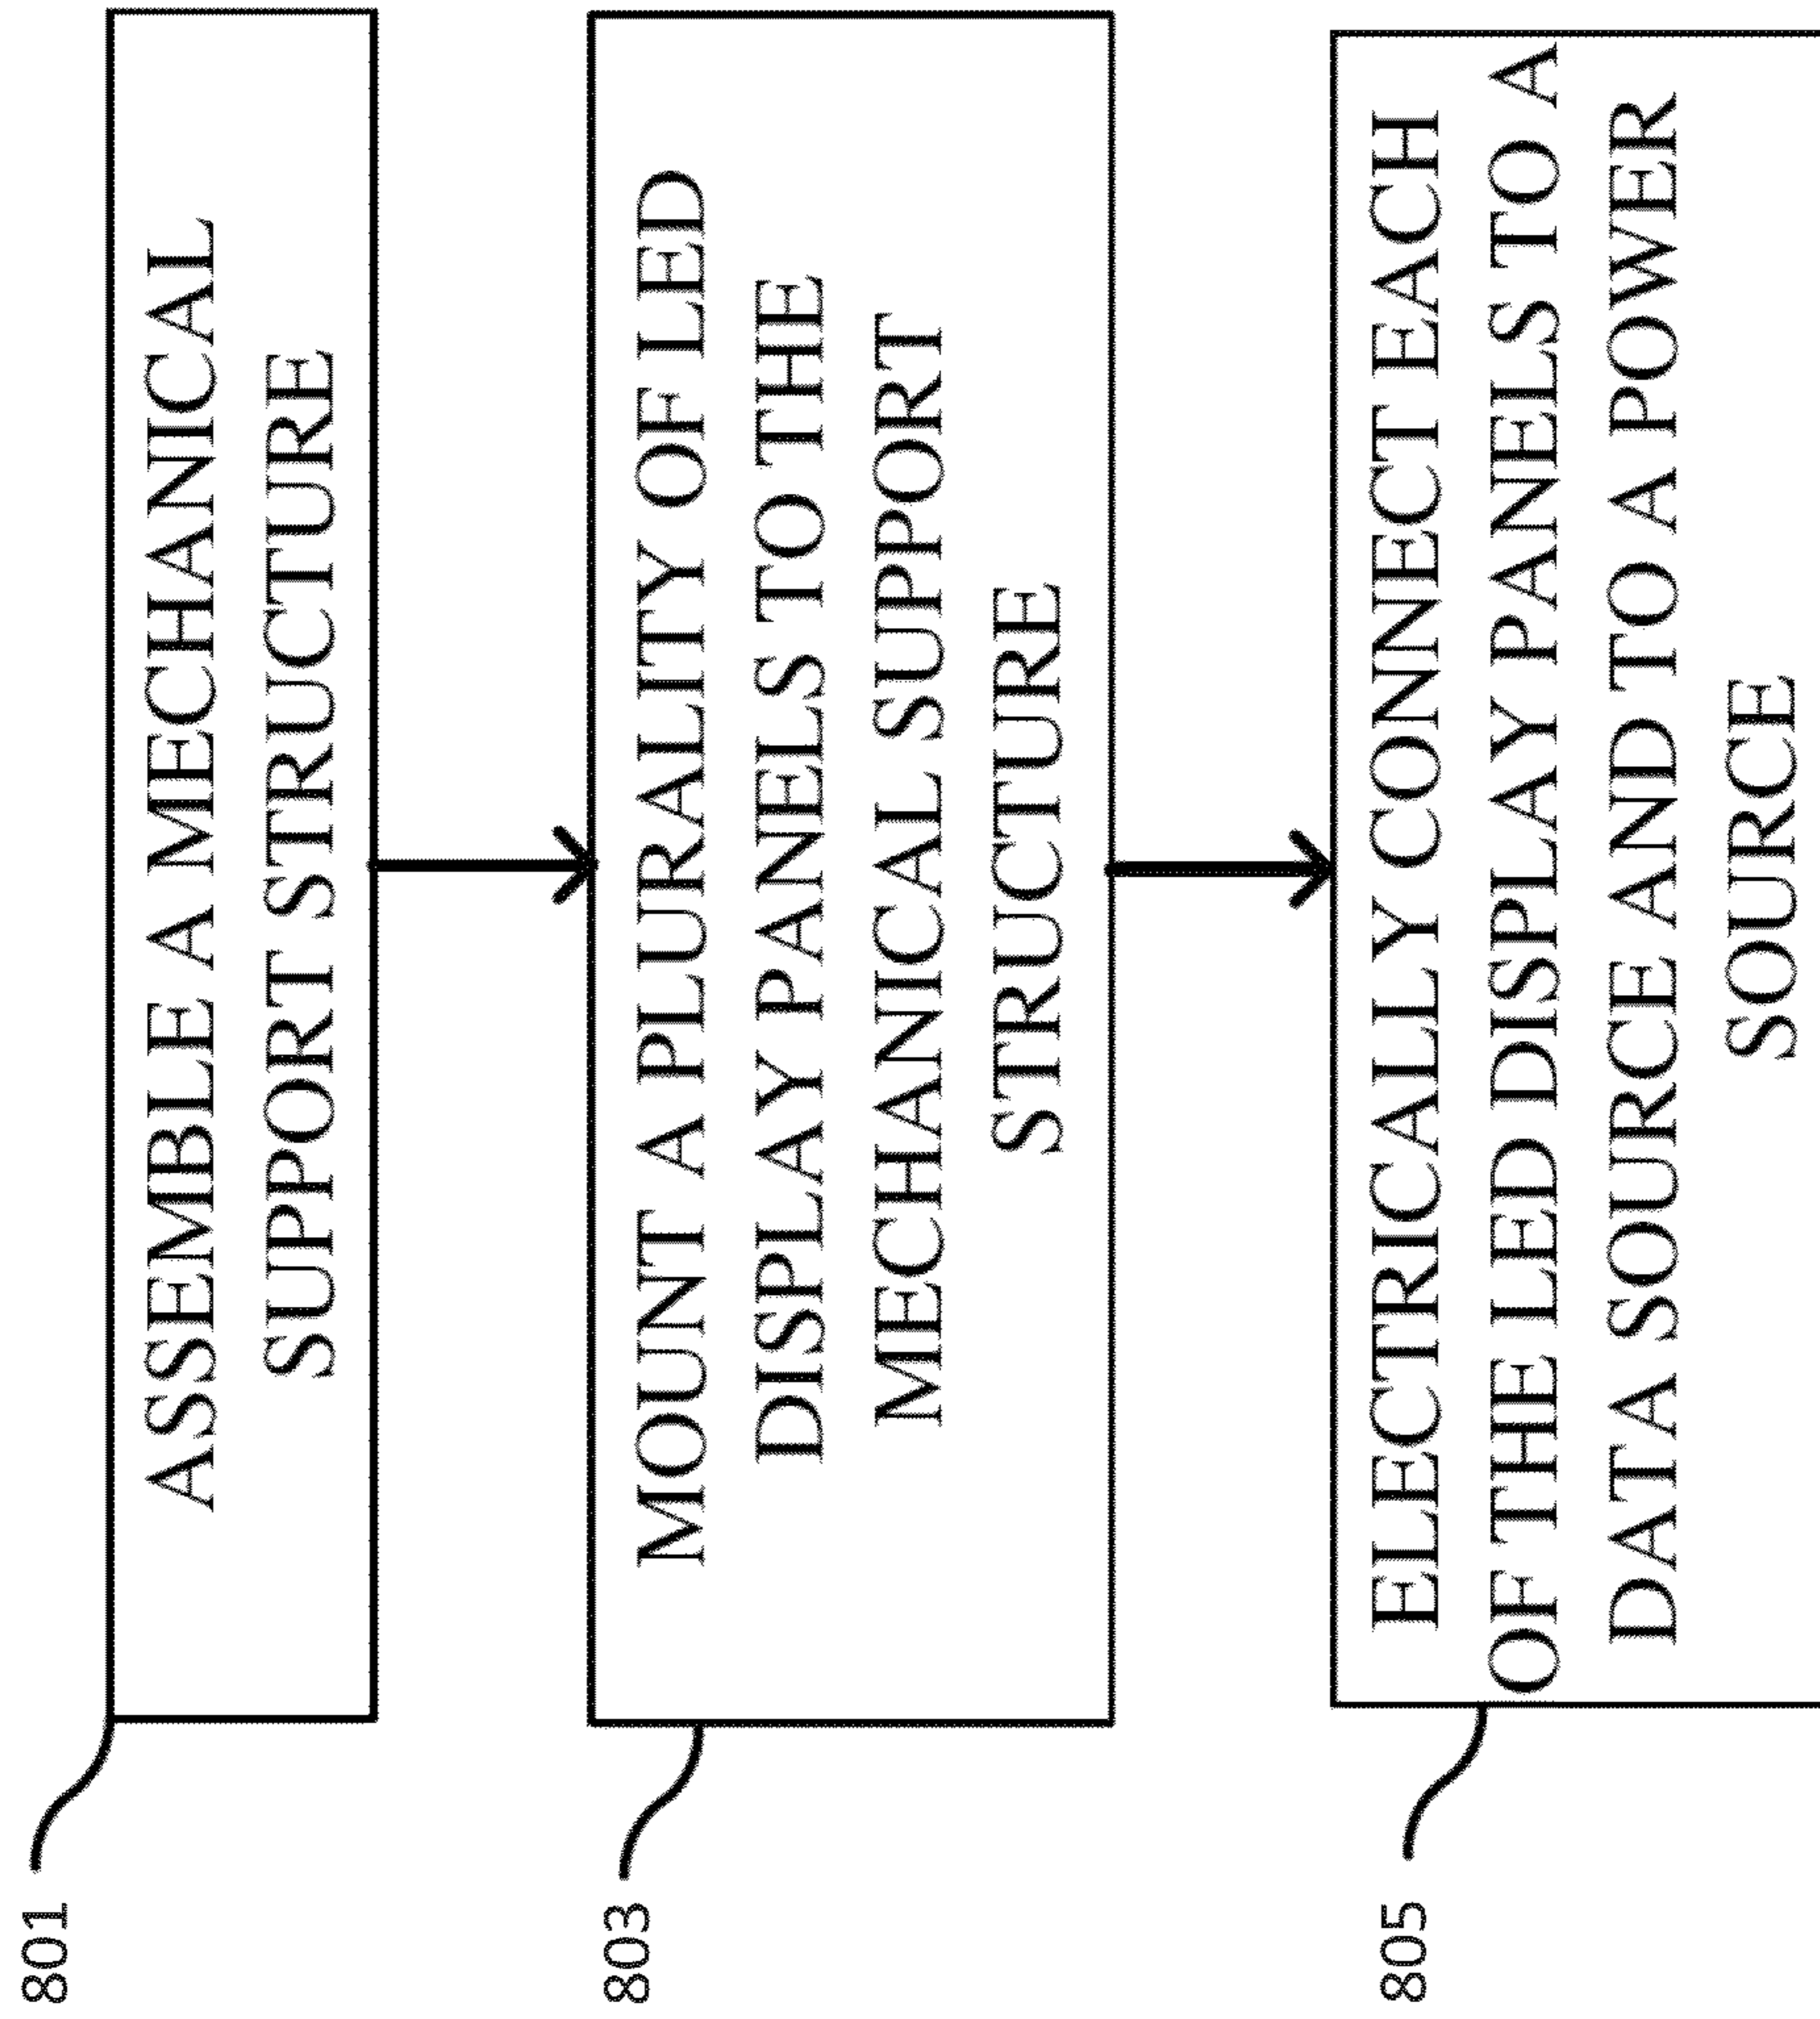 801
ASSEMBLE A MECHANICAL
SUPPORT STRUCTURE
803
MOUNT A PLURALITY OF LED
DISPLAY PANELS TO THE
MECHANICAL SUPPORT
STRUCTURE
805
ELECTRICALLY CONNECT EACH
OF THE LED DISPLAY PANELS TO A
DATA SOURCE AND TO A POWER
SOURCE